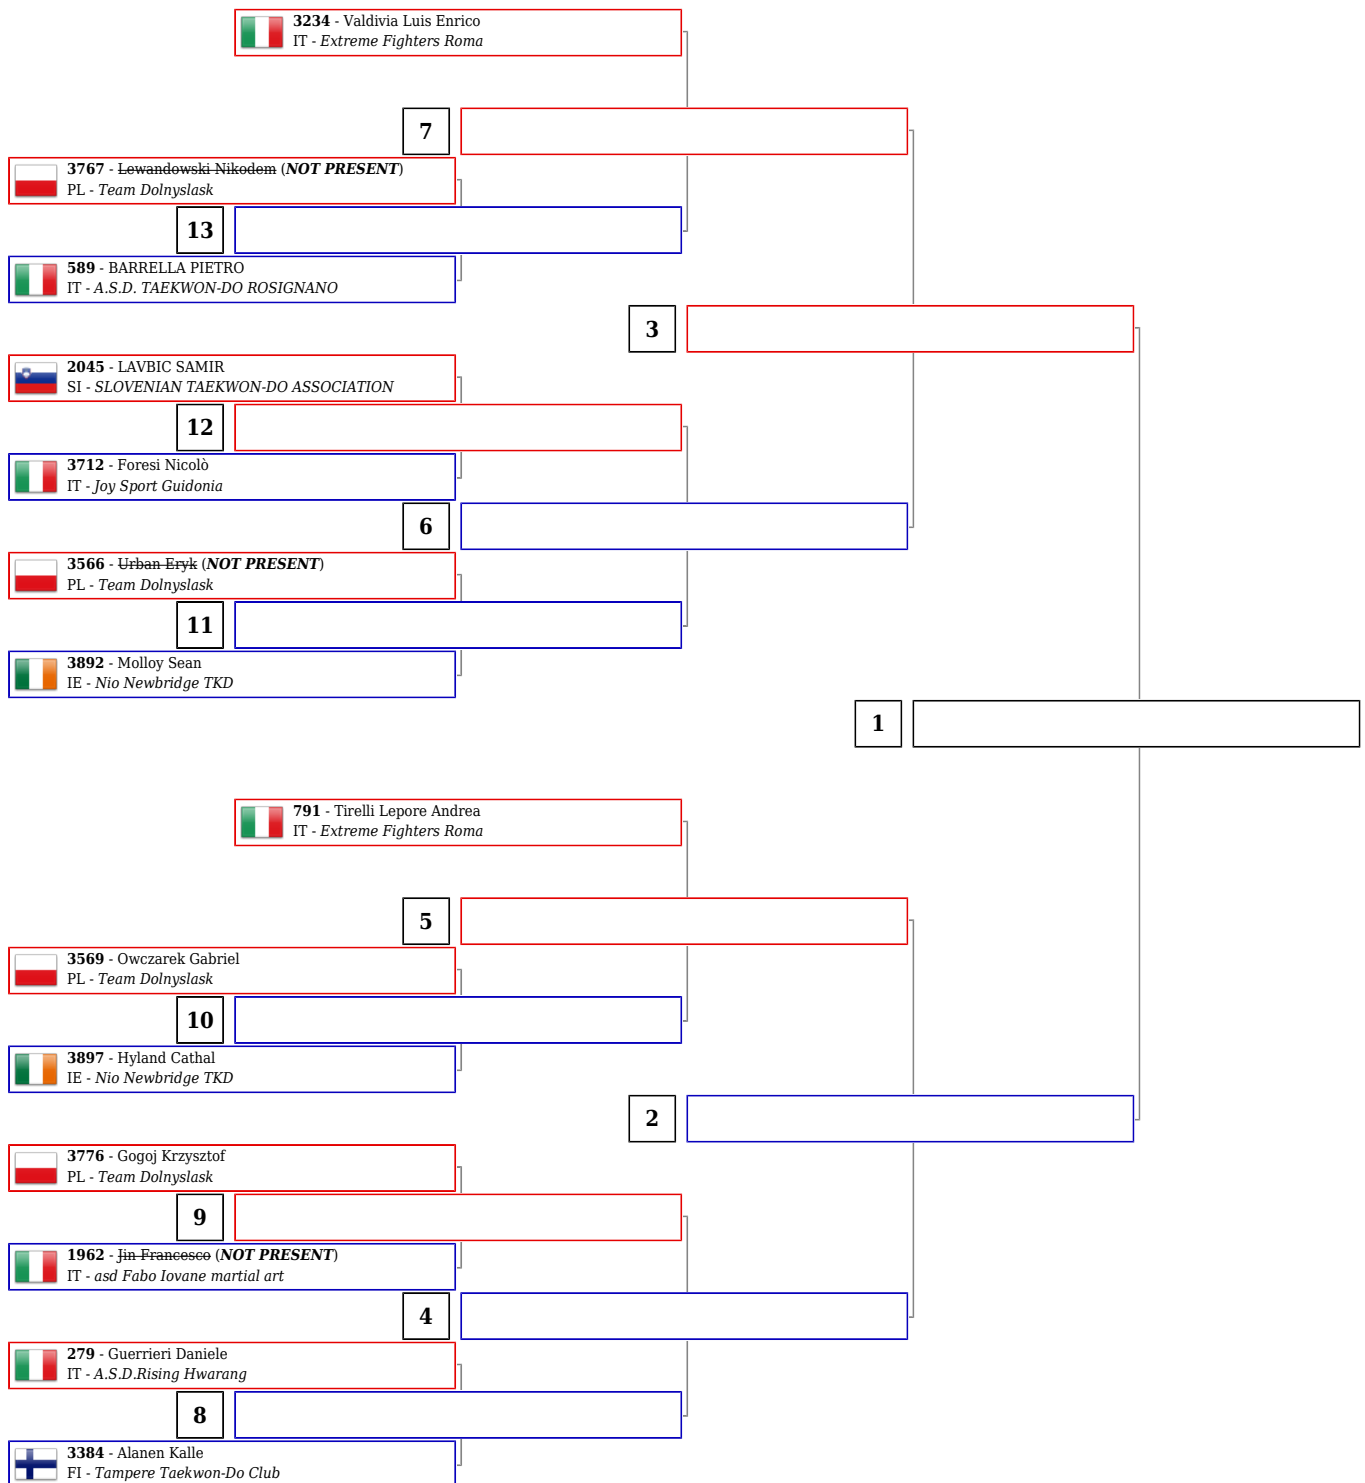 3234 - Valdivia Luis Enrico
IT - Extreme Fighters Roma
7
3767 - Lewandowski Nikodem (NOT PRESENT)
PL - Team Dolnyslask
13
589 - BARRELLA PIETRO
IT - A.S.D. TAEKWON-DO ROSIGNANO
3
2045 - LAVBIC SAMIR
SI - SLOVENIAN TAEKWON-DO ASSOCIATION
12
3712 - Foresi Nicolò
IT - Joy Sport Guidonia
6
3566 - Urban Eryk (NOT PRESENT)
PL - Team Dolnyslask
11
3892 - Molloy Sean
IE - Nio Newbridge TKD
1
791 - Tirelli Lepore Andrea
IT - Extreme Fighters Roma
5
3569 - Owczarek Gabriel
PL - Team Dolnyslask
10
3897 - Hyland Cathal
IE - Nio Newbridge TKD
2
3776 - Gogoj Krzysztof
PL - Team Dolnyslask
9
1962 - Jin Francesco (NOT PRESENT)
IT - asd Fabo Iovane martial art
4
279 - Guerrieri Daniele
IT - A.S.D.Rising Hwarang
8
3384 - Alanen Kalle
FI - Tampere Taekwon-Do Club